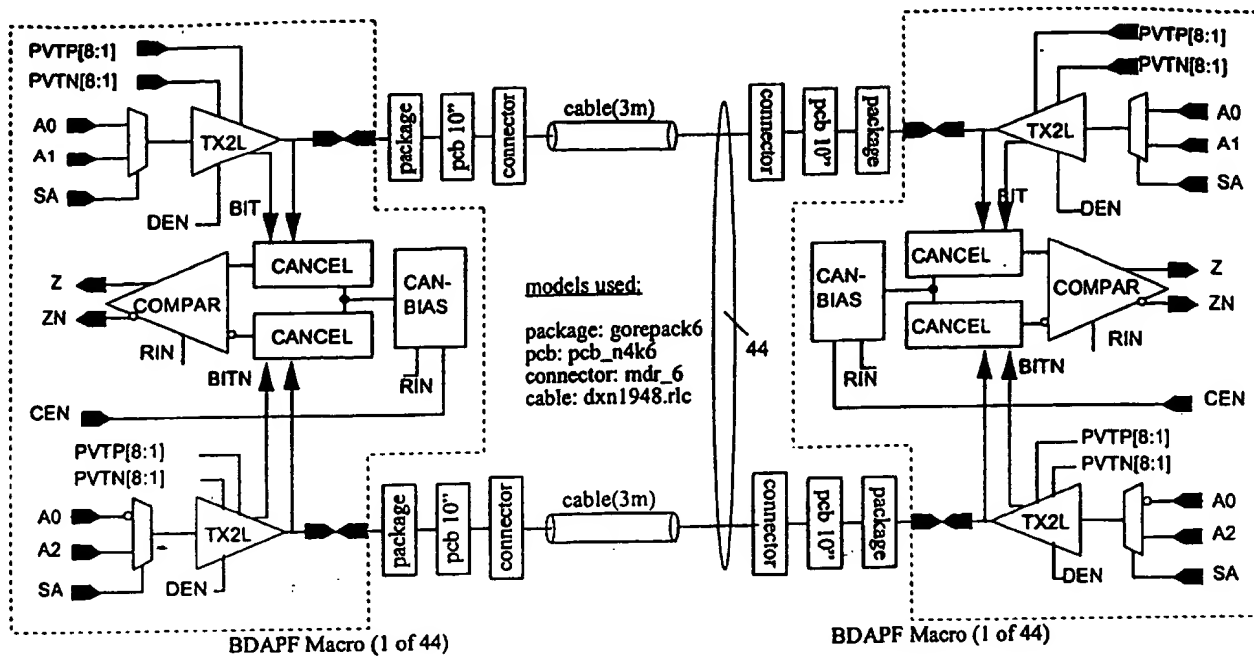 PVTP[8:1]
PVTN[8:1]
A0
A1
SA
TX2L
DEN
BIT
package
pcb 10"
connector
cable(3m)
connector
pcb 10"
package
PVTP[8:1]
PVTN[8:1]
TX2L
A0
A1
SA
DEN
BIT
Z
ZN
COMPAR
RIN
CANCEL
CANCEL
CAN-
BIAS
RIN
BITN
CEN
models used:
package: gorepack6
pcb: pcb_n4k6
connector: mdr_6
cable: dxn1948.rlc
44
CAN-
BIAS
RIN
CANCEL
CANCEL
COMPAR
Z
ZN
RIN
BITN
CEN
PVTP[8:1]
PVTN[8:1]
A0
A2
SA
TX2L
DEN
package
pcb 10"
connector
cable(3m)
connector
pcb 10"
package
PVTP[8:1]
PVTN[8:1]
TX2L
A0
A2
SA
DEN
BDAPF Macro (1 of 44)
BDAPF Macro (1 of 44)